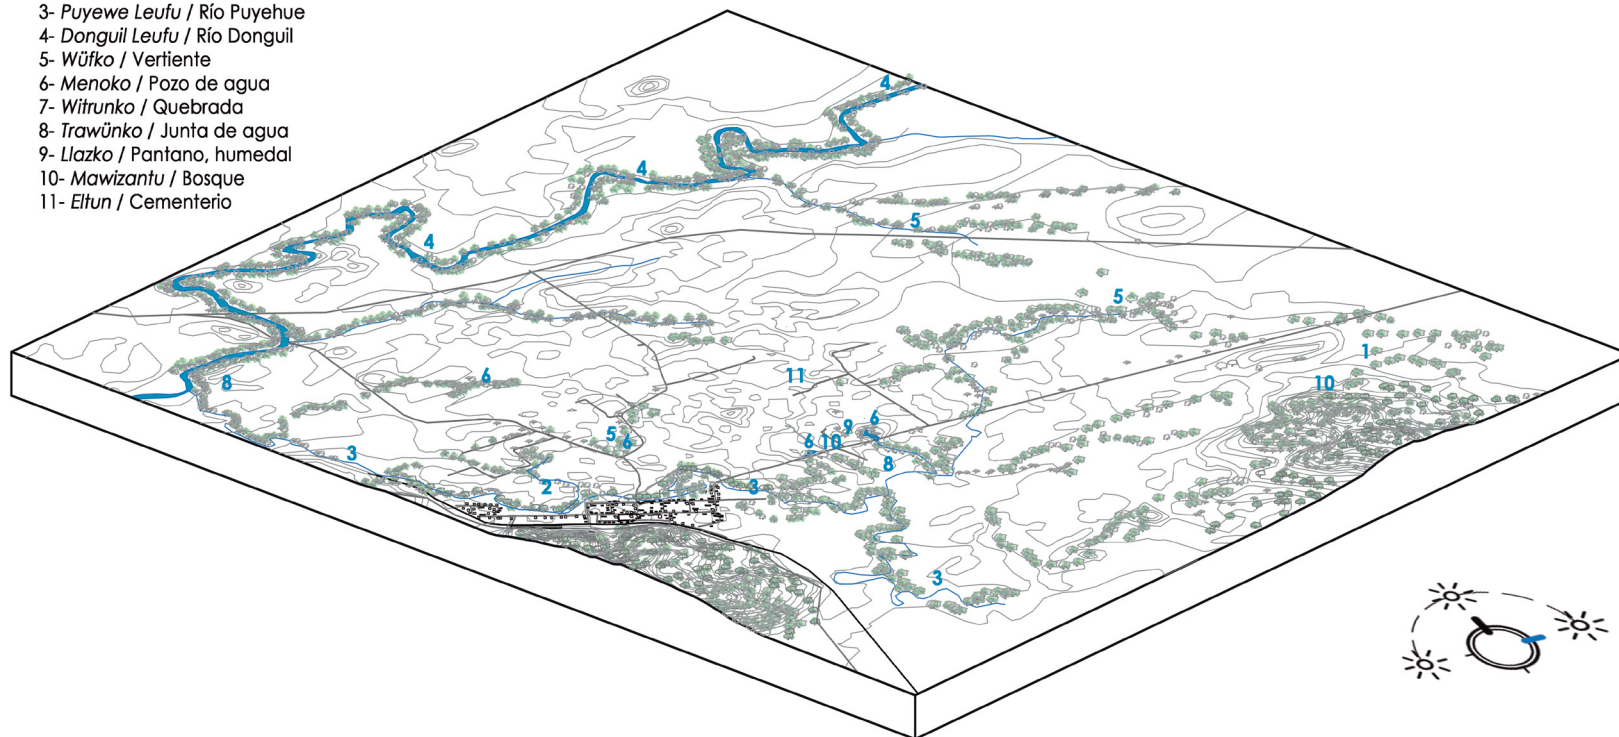 3- Puyewe Leufu / Río Puyehue
4- Donguil Leufu / Río Donguil
5- Wüfko / Vertiente
6- Menoko / Pozo de agua
7- Witrunko / Quebrada
8- Trawünko / Junta de agua
9- Llazko / Pantano, humedal
10- Mawizantu / Bosque
11- Eltun / Cementerio
4
4
5
4
5
1
11
10
6
8
6
9
5
6
6
10
8
3
2
3
3